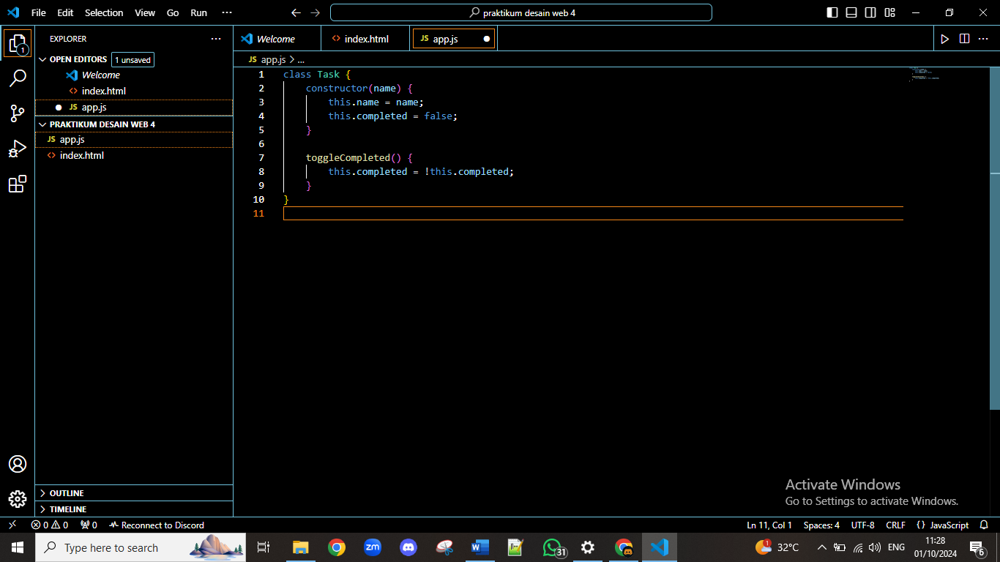 File Edit Selection View Go Run ···
praktikum desain web 4
EXPLORER
OPEN EDITORS 1 unsaved
Welcome
index.html
JS app.js
PRAKTIKUM DESAIN WEB 4
JS app.js
index.html
OUTLINE
TIMELINE
1
Welcome
index.html
JS app.js
JS app.js > ...
1 class Task {
2 constructor(name) {
3 this.name = name;
4 this.completed = false;
5 }
6
7 toggleCompleted() {
8 this.completed = !this.completed;
9 }
10 }
11
Activate Windows
Go to Settings to activate Windows.
0 0 0 Reconnect to Discord
Ln 11, Col 1 Spaces: 4 UTF-8 CRLF {} JavaScript
Type here to search
zm
W
31
1
32°C
ENG
11:28
01/10/2024
6